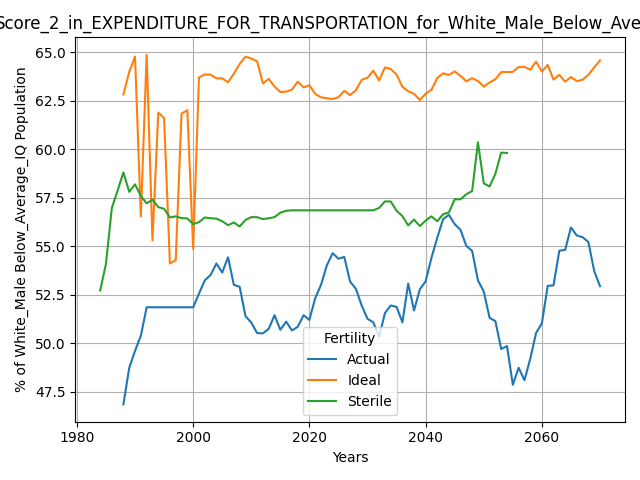 Score_2_in_EXPENDITURE_FOR_TRANSPORTATION_for_White_Male_Below_Ave
% of White_Male Below_Average_IQ Population
65.0
62.5
60.0
57.5
55.0
52.5
50.0
47.5
Fertility
Actual
Ideal
Sterile
1980 2000 2020 2040 2060
Years